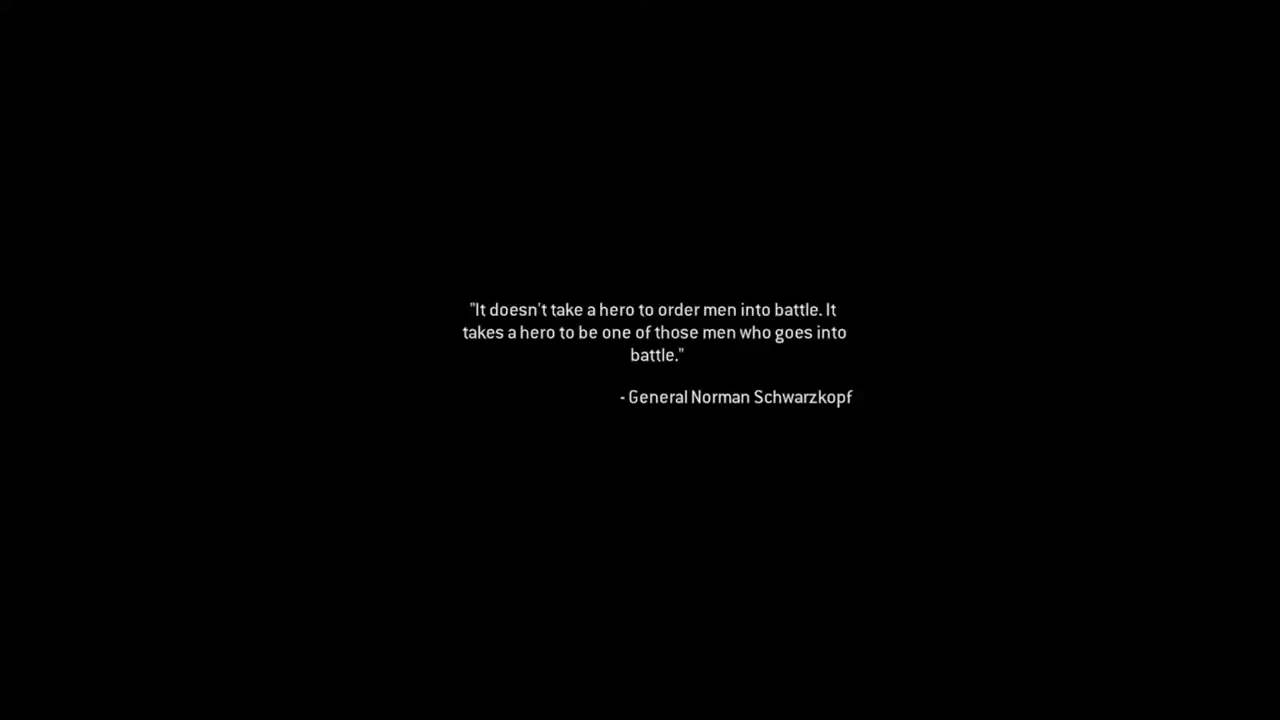 "It doesn't take a hero to order men into battle. It
takes a hero to be one of those men who goes into
battle."
- General Norman Schwarzkopf